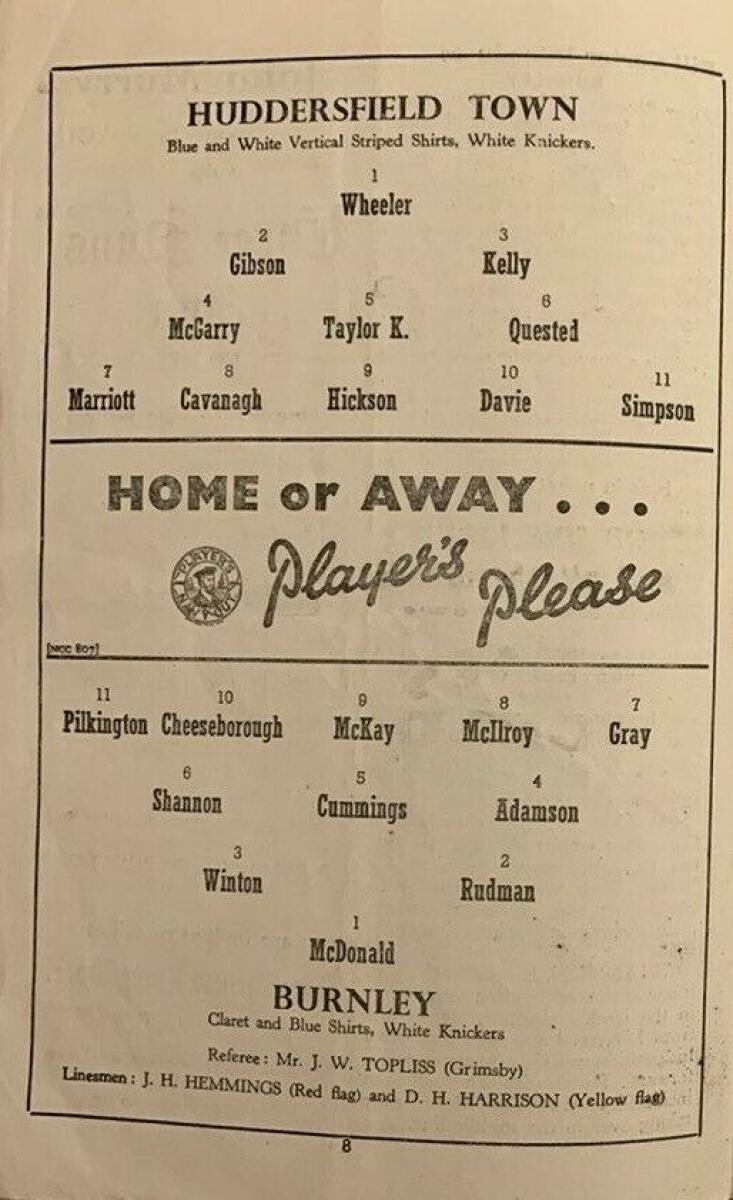 HUDDERSFIELD TOWN
Blue and White Vertical Striped Shirts, White Knickers.
1
Wheeler
2 3
Gibson Kelly
4 5 6
McGarry Taylor K. Quested
7 8 9 10 11
Marriott Cavanagh Hickson Davie Simpson
HOME or AWAY . . .
PLAYER'S
NAVY CUT
Player's Please
[NCC 807]
11 10 9 8 7
Pilkington Cheeseborough McKay McIlroy Gray
6 5 4
Shannon Cummings Adamson
3 2
Winton Rudman
1
McDonald
BURNLEY
Claret and Blue Shirts, White Knickers
Referee : Mr. J. W. TOPLISS (Grimsby)
Linesmen : J. H. HEMMINGS (Red flag) and D. H. HARRISON (Yellow flag)
8